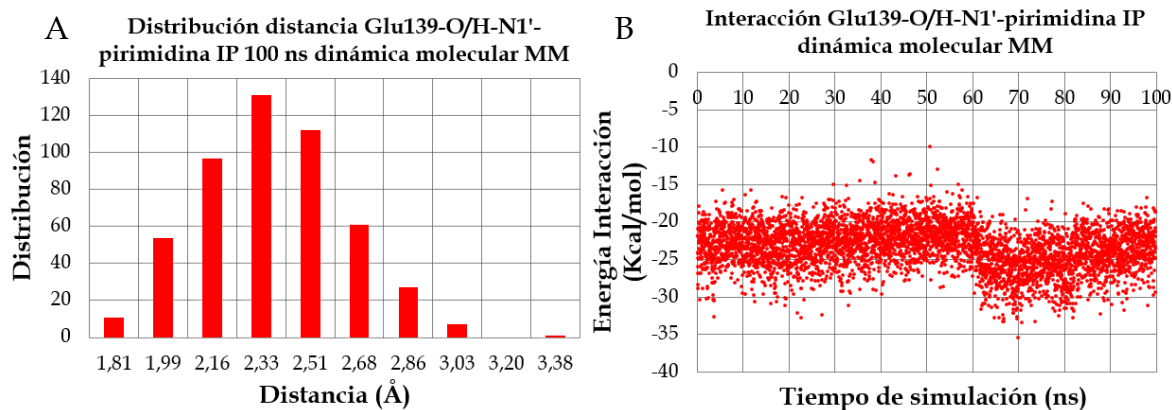 A
Distribución distancia Glu139-O/H-N1'-
pirimidina IP 100 ns dinámica molecular MM
Distribución
140
120
100
80
60
40
20
0
1,81 1,99 2,16 2,33 2,51 2,68 2,86 3,03 3,20 3,38
Distancia (Å)
B
Interacción Glu139-O/H-N1'-pirimidina IP
dinámica molecular MM
Energía Interacción
(Kcal/mol)
0
0 10 20 30 40 50 60 70 80 90 100
-5
-10
-15
-20
-25
-30
-35
-40
Tiempo de simulación (ns)